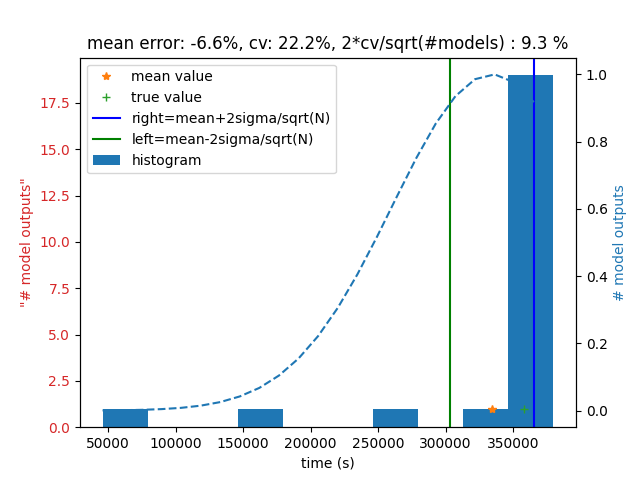 mean error: -6.6%, cv: 22.2%, 2*cv/sqrt(#models) : 9.3 %
mean value
true value
right=mean+2sigma/sqrt(N)
left=mean-2sigma/sqrt(N)
histogram
"# model outputs"
17.5
15.0
12.5
10.0
7.5
5.0
2.5
0.0
1.0
0.8
0.6
0.4
0.2
0.0
# model outputs
50000 100000 150000 200000 250000 300000 350000
time (s)